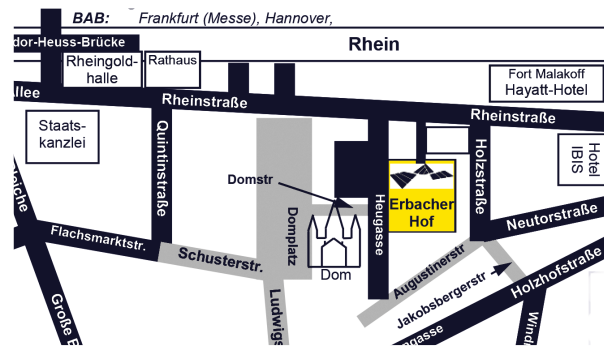 BAB: Frankfurt (Messe), Hannover,
dor-Heuss-Brücke
Rhein
Rheingold-
halle
Rathaus
Fort Malakoff
Hayatt-Hotel
Allee
Rheinstraße
Rheinstraße
Staats-
kanzlei
Quintinstraße
Holzstraße
Hotel
IBIS
Domstr
Erbacher
Hof
Heugasse
Domplatz
Neutorstraße
Flachsmarktstr.
Schusterstr.
Dom
Augustinerstr
Jakobsbergerstr
Holzhofstraße
Große B
Ludwigs
gasse
Wind
leiche